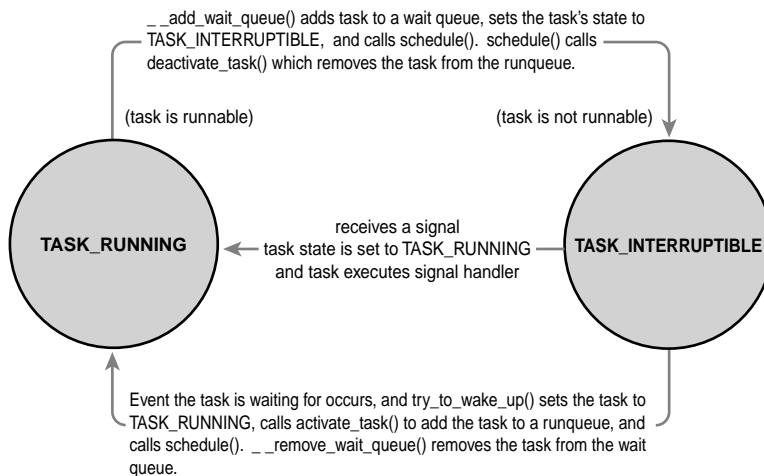 _ _add_wait_queue() adds task to a wait queue, sets the task's state to
TASK_INTERRUPTIBLE, and calls schedule(). schedule() calls
deactivate_task() which removes the task from the runqueue.
(task is runnable)
(task is not runnable)
TASK_RUNNING
receives a signal
task state is set to TASK_RUNNING
and task executes signal handler
TASK_INTERRUPTIBLE
Event the task is waiting for occurs, and try_to_wake_up() sets the task to
TASK_RUNNING, calls activate_task() to add the task to a runqueue, and
calls schedule(). _ _remove_wait_queue() removes the task from the wait
queue.